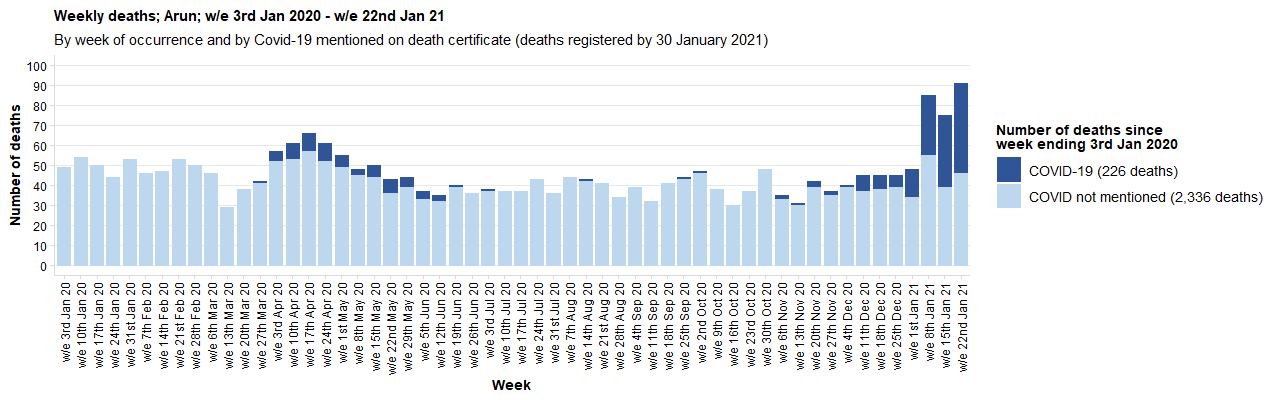 Weekly deaths; Arun; w/e 3rd Jan 2020 - w/e 22nd Jan 21
By week of occurrence and by Covid-19 mentioned on death certificate (deaths registered by 30 January 2021)
Number of deaths
100
90
80
70
60
50
40
30
20
10
0
w/e 3rd Jan 20
w/e 10th Jan 20
w/e 17th Jan 20
w/e 24th Jan 20
w/e 31st Jan 20
w/e 7th Feb 20
w/e 14th Feb 20
w/e 21st Feb 20
w/e 28th Feb 20
w/e 6th Mar 20
w/e 13th Mar 20
w/e 20th Mar 20
w/e 27th Mar 20
w/e 3rd Apr 20
w/e 10th Apr 20
w/e 17th Apr 20
w/e 24th Apr 20
w/e 1st May 20
w/e 8th May 20
w/e 15th May 20
w/e 22nd May 20
w/e 29th May 20
w/e 5th Jun 20
w/e 12th Jun 20
w/e 19th Jun 20
w/e 26th Jun 20
w/e 3rd Jul 20
w/e 10th Jul 20
w/e 17th Jul 20
w/e 24th Jul 20
w/e 31st Jul 20
w/e 7th Aug 20
w/e 14th Aug 20
w/e 21st Aug 20
w/e 28th Aug 20
w/e 4th Sep 20
w/e 11th Sep 20
w/e 18th Sep 20
w/e 25th Sep 20
w/e 2nd Oct 20
w/e 9th Oct 20
w/e 16th Oct 20
w/e 23rd Oct 20
w/e 30th Oct 20
w/e 6th Nov 20
w/e 13th Nov 20
w/e 20th Nov 20
w/e 27th Nov 20
w/e 4th Dec 20
w/e 11th Dec 20
w/e 18th Dec 20
w/e 25th Dec 20
w/e 1st Jan 21
w/e 8th Jan 21
w/e 15th Jan 21
w/e 22nd Jan 21
Week
Number of deaths since
week ending 3rd Jan 2020
COVID-19 (226 deaths)
COVID not mentioned (2,336 deaths)